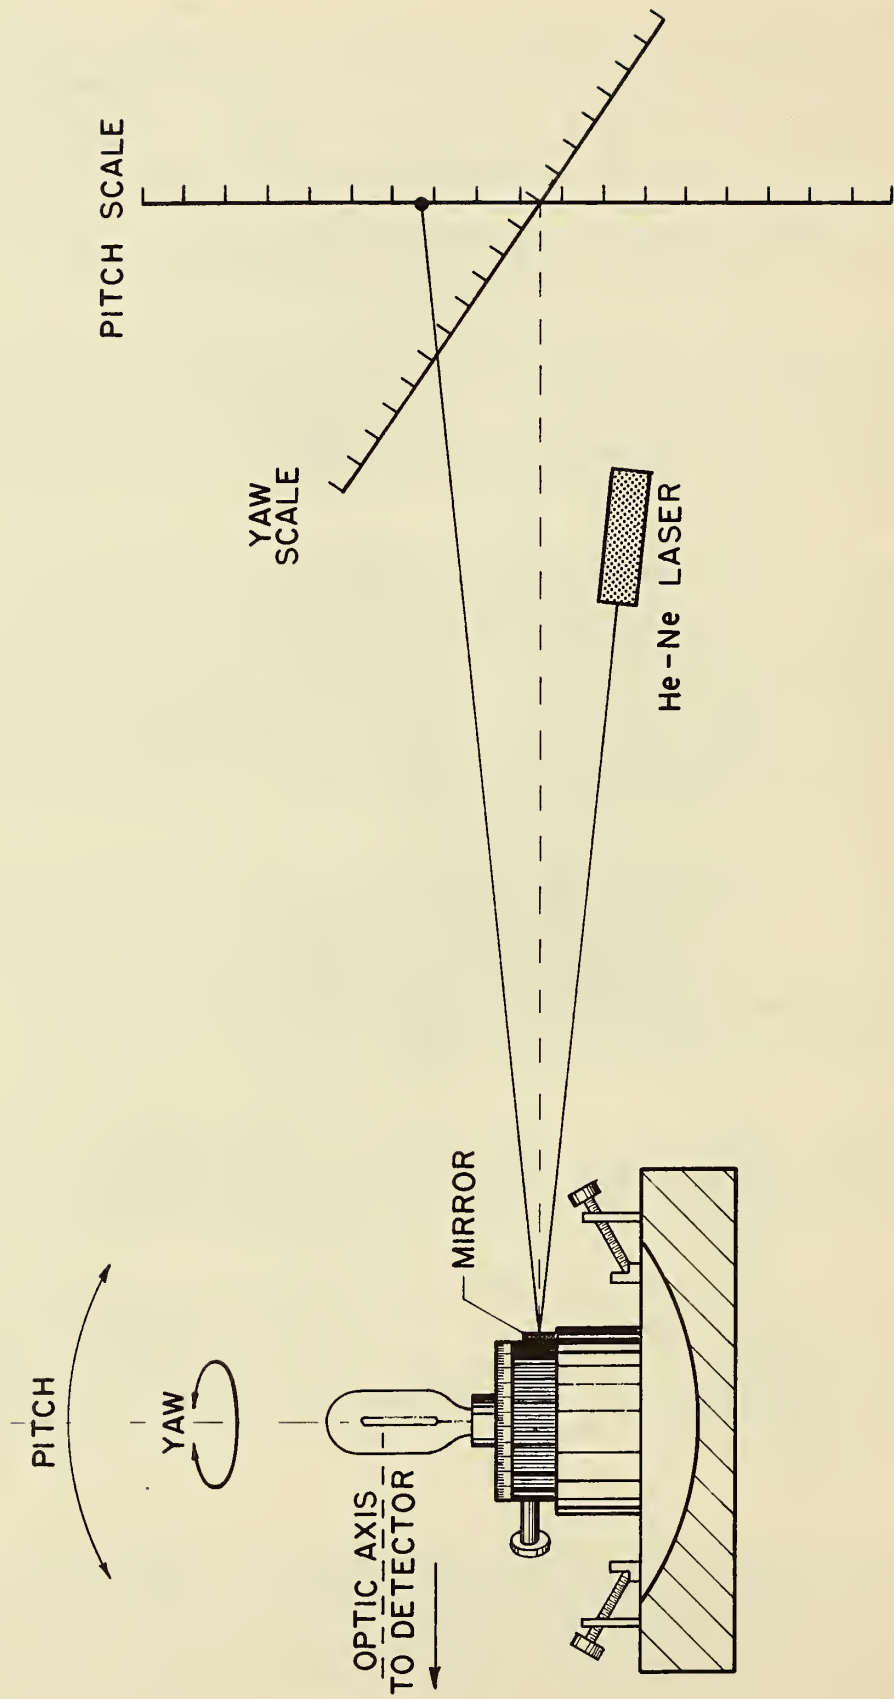 PITCH SCALE
YAW
SCALE
He-Ne LASER
MIRROR
PITCH
YAW
OPTIC AXIS
TO DETECTOR